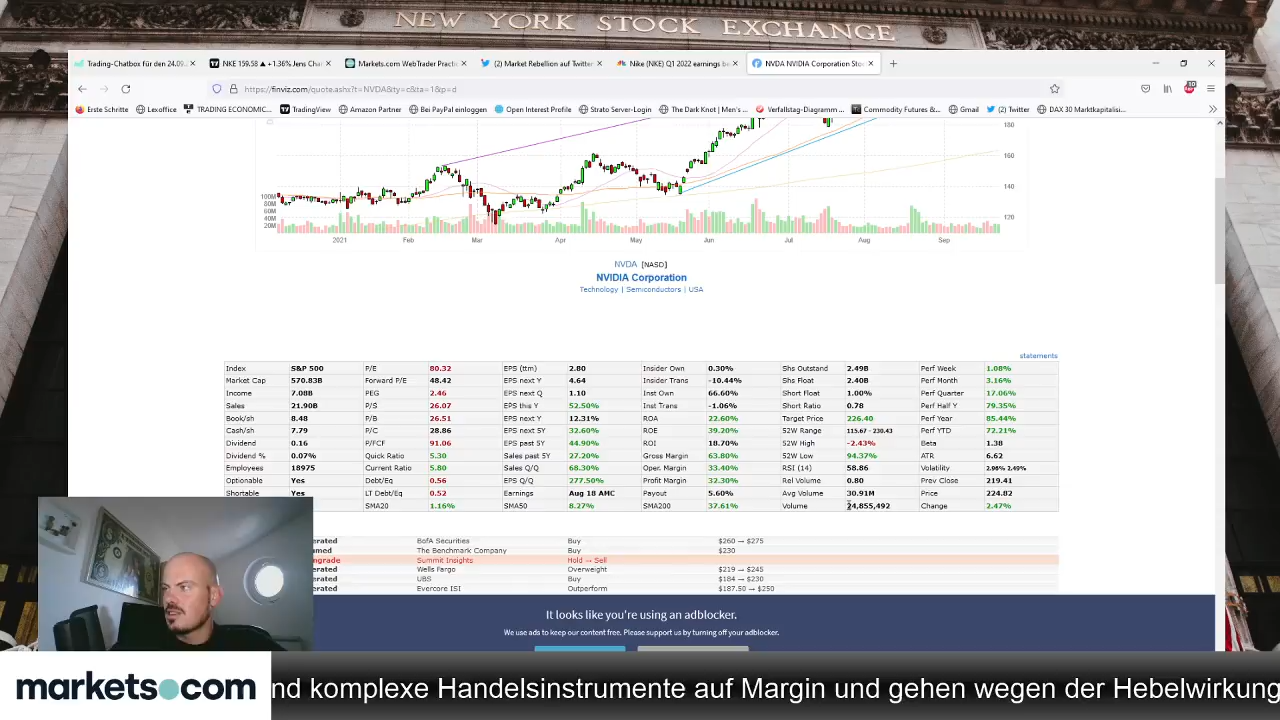 NEW YORK STOCK EXCHANGE
Trading-Chatbox für den 24.09. NKE 159.58 ▲ +1.36% Jens Cha Markets.com WebTrader Practi (2) Market Rebellion auf Twitter Nike (NKE) Q1 2022 earnings be NVDA NVIDIA Corporation Sto
https://finviz.com/quote.ashx?t=NVDA&ty=c&ta=1&p=d
Erste Schritte Lexoffice TRADING ECONOMIC... TradingView Amazon Partner Bei PayPal einloggen Open Interest Profile Strato Server-Login The Dark Knot | Men's ... Verfallstag-Diagramm ... Commodity Futures &... Gmail (2) Twitter DAX 30 Marktkapitalisi...
180
160
140
120
100M
80M
60M
40M
20M
2021 Feb Mar Apr May Jun Jul Aug Sep
NVDA [NASD]
NVIDIA Corporation
Technology | Semiconductors | USA
statements
Index S&P 500 P/E 80.32 EPS (ttm) 2.80 Insider Own 0.30% Shs Outstand 2.49B Perf Week 1.08%
Market Cap 570.83B Forward P/E 48.42 EPS next Y 4.64 Insider Trans -10.44% Shs Float 2.40B Perf Month 3.16%
Income 7.08B PEG 2.46 EPS next Q 1.10 Inst Own 66.60% Short Float 1.00% Perf Quarter 17.06%
Sales 21.90B P/S 26.07 EPS this Y 52.50% Inst Trans -1.06% Short Ratio 0.78 Perf Half Y 79.35%
Book/sh 8.48 P/B 26.51 EPS next Y 12.31% ROA 22.60% Target Price 226.40 Perf Year 85.44%
Cash/sh 7.79 P/C 28.86 EPS next 5Y 32.60% ROE 39.20% 52W Range 115.67 - 230.43 Perf YTD 72.21%
Dividend 0.16 P/FCF 91.06 EPS past 5Y 44.90% ROI 18.70% 52W High -2.43% Beta 1.38
Dividend % 0.07% Quick Ratio 5.30 Sales past 5Y 27.20% Gross Margin 63.80% 52W Low 94.37% ATR 6.62
Employees 18975 Current Ratio 5.80 Sales Q/Q 68.30% Oper. Margin 33.40% RSI (14) 58.86 Volatility 2.96% 2.49%
Optionable Yes Debt/Eq 0.56 EPS Q/Q 277.50% Profit Margin 32.30% Rel Volume 0.80 Prev Close 219.41
Shortable Yes LT Debt/Eq 0.52 Earnings Aug 18 AMC Payout 5.60% Avg Volume 30.91M Price 224.82
SMA20 1.16% SMA50 8.27% SMA200 37.61% Volume 24,855,492 Change 2.47%
erated BofA Securities Buy $260 → $275
umed The Benchmark Company Buy $230
ngrade Summit Insights Hold → Sell
erated Wells Fargo Overweight $219 → $245
erated UBS Buy $184 → $230
erated Evercore ISI Outperform $187.50 → $250
It looks like you're using an adblocker.
We use ads to keep our content free. Please support us by turning off your adblocker.
markets.com
nd komplexe Handelsinstrumente auf Margin und gehen wegen der Hebelwirkung